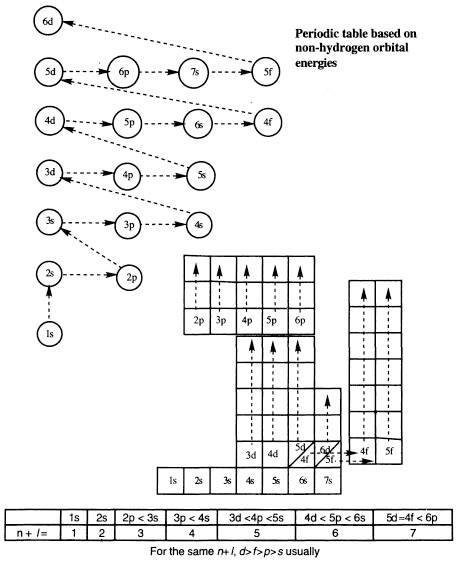 6d
Periodic table based on
non-hydrogen orbital
energies
5d 6p 7s 5f
4d 5p 6s 4f
3d 4p 5s
3s 3p 4s
2s 2p
1s
2p 3p 4p 5p 6p
3d 4d 5d 4f 6d 5f 4f 5f
1s 2s 3s 4s 5s 6s 7s
1s 2s 2p < 3s 3p < 4s 3d <4p <5s 4d < 5p < 6s 5d=4f < 6p
n + l = 1 2 3 4 5 6 7
For the same n+l, d>f>p>s usually